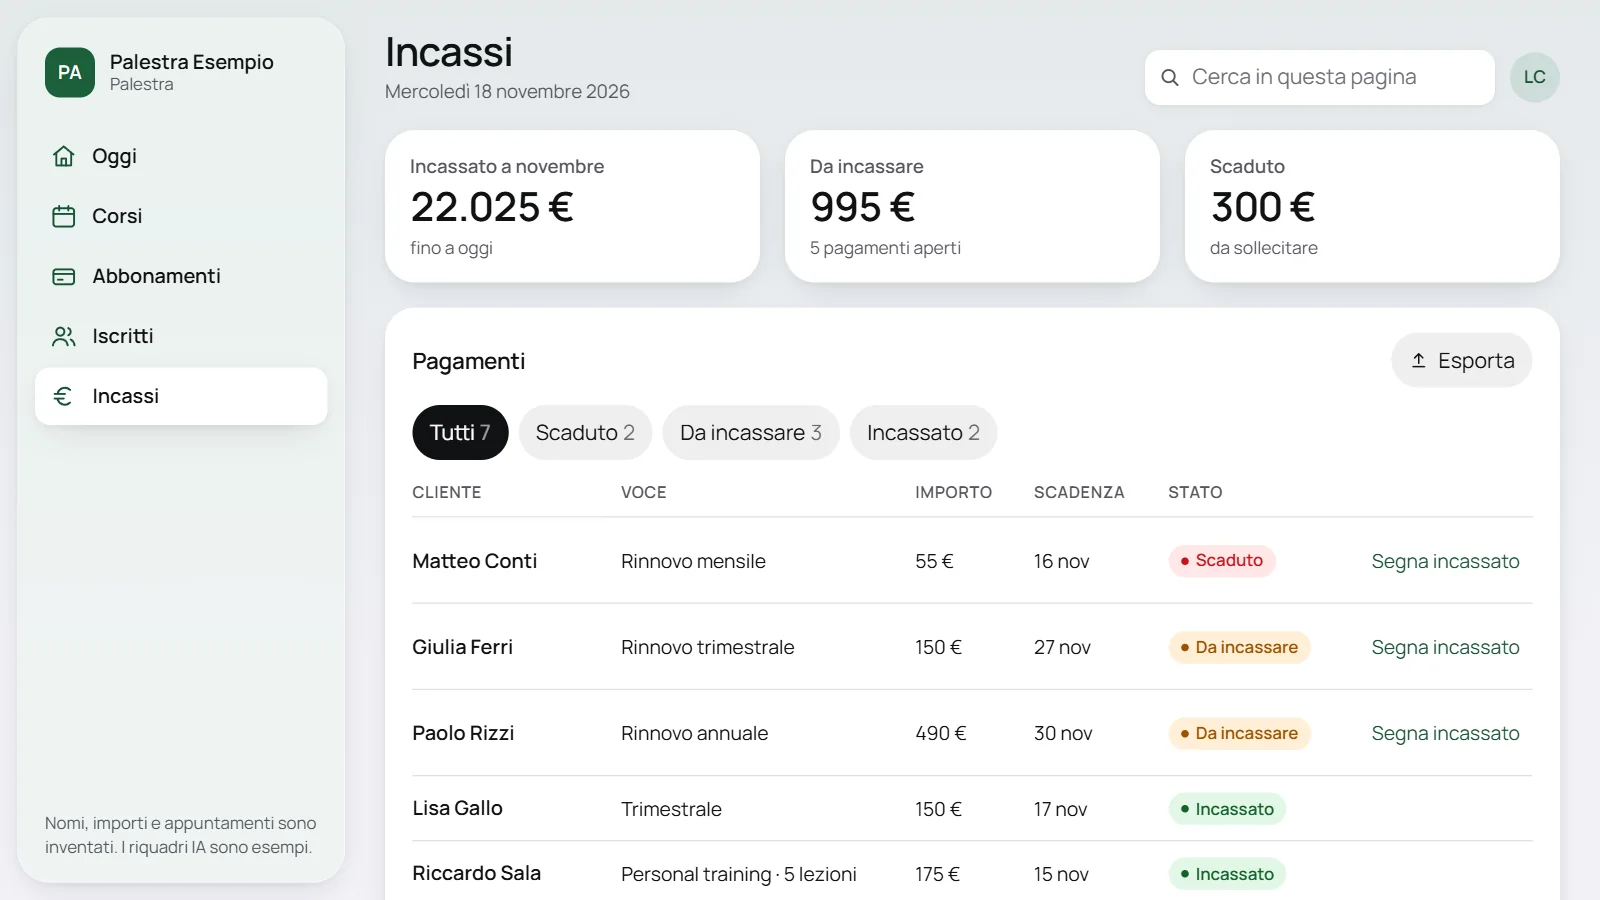 PA
Palestra Esempio
Palestra
Oggi
Corsi
Abbonamenti
Iscritti
Incassi
Nomi, importi e appuntamenti sono
inventati. I riquadri IA sono esempi.
Incassi
Mercoledì 18 novembre 2026
Cerca in questa pagina
LC
Incassato a novembre
22.025 €
fino a oggi
Da incassare
995 €
5 pagamenti aperti
Scaduto
300 €
da sollecitare
Pagamenti
Esporta
Tutti 7
Scaduto 2
Da incassare 3
Incassato 2
CLIENTE VOCE IMPORTO SCADENZA STATO
Matteo Conti Rinnovo mensile 55 € 16 nov Scaduto Segna incassato
Giulia Ferri Rinnovo trimestrale 150 € 27 nov Da incassare Segna incassato
Paolo Rizzi Rinnovo annuale 490 € 30 nov Da incassare Segna incassato
Lisa Gallo Trimestrale 150 € 17 nov Incassato
Riccardo Sala Personal training · 5 lezioni 175 € 15 nov Incassato